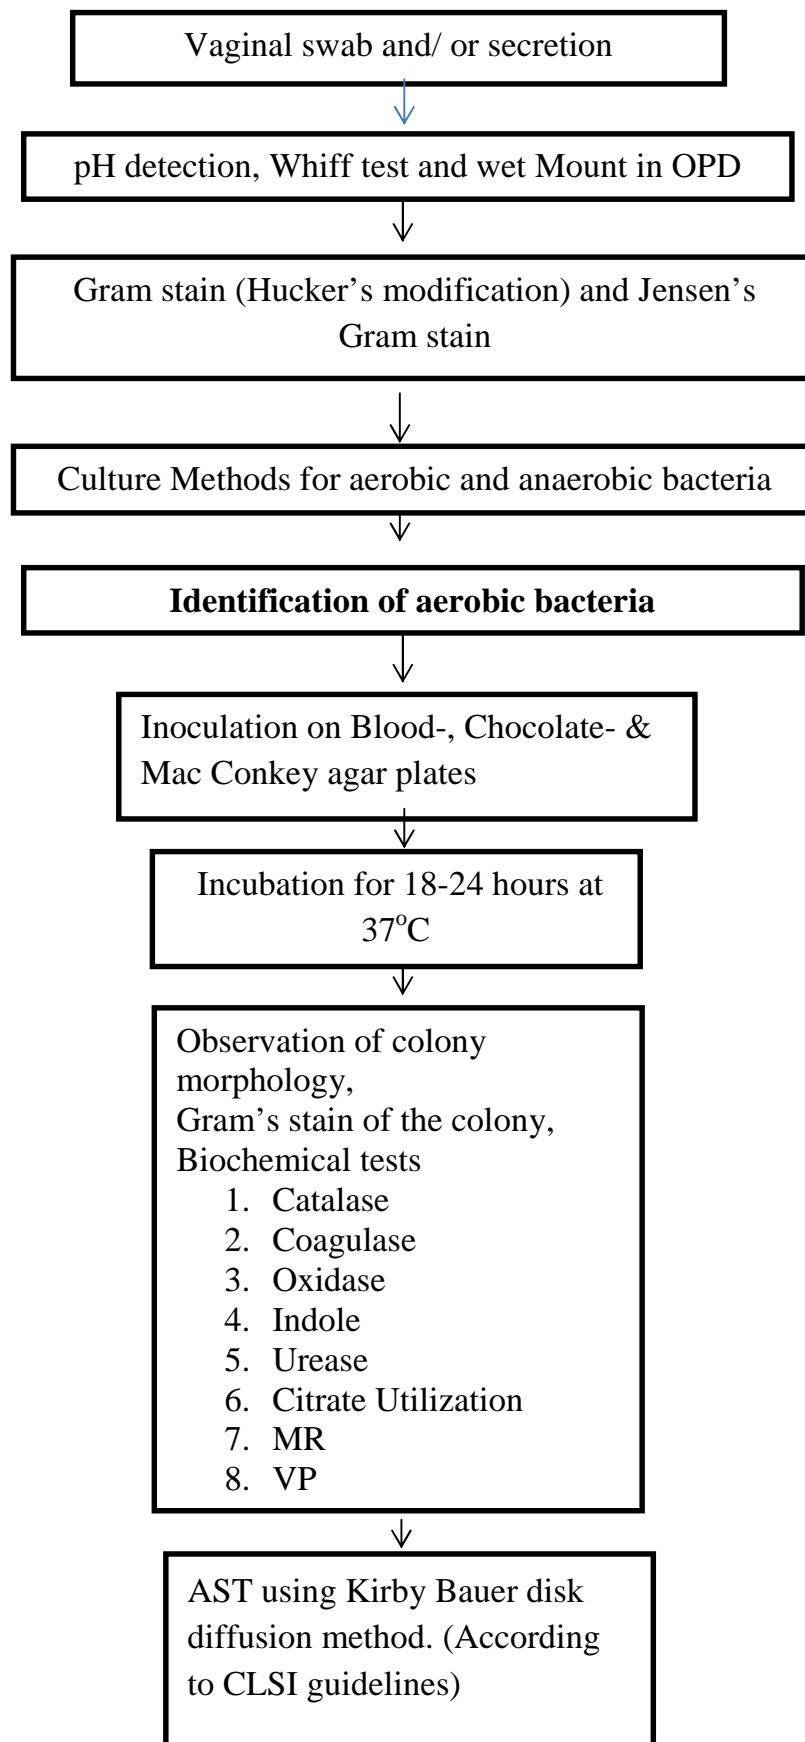 Vaginal swab and/ or secretion
pH detection, Whiff test and wet Mount in OPD
Gram stain (Hucker’s modification) and Jensen’s
Gram stain
Culture Methods for aerobic and anaerobic bacteria
Identification of aerobic bacteria
Inoculation on Blood-, Chocolate- &
Mac Conkey agar plates
Incubation for 18-24 hours at
37°C
Observation of colony
morphology,
Gram’s stain of the colony,
Biochemical tests
1. Catalase
2. Coagulase
3. Oxidase
4. Indole
5. Urease
6. Citrate Utilization
7. MR
8. VP
AST using Kirby Bauer disk
diffusion method. (According
to CLSI guidelines)